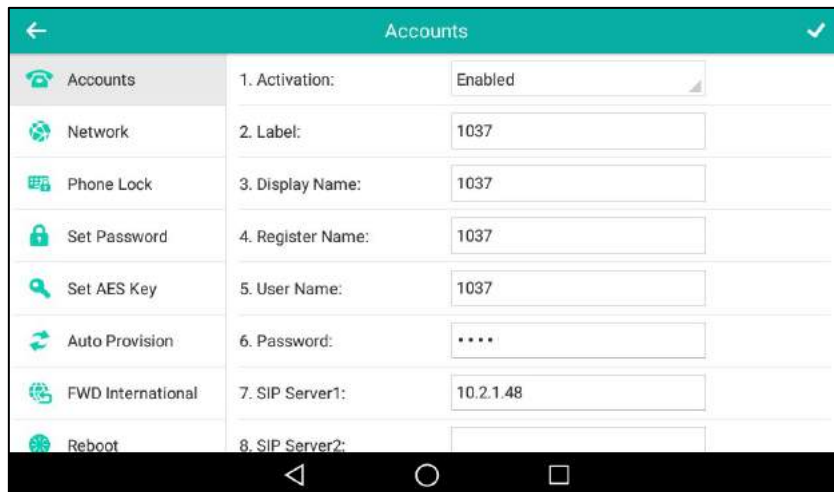 Accounts
Accounts
1. Activation: Enabled
Network
2. Label: 1037
Phone Lock
3. Display Name: 1037
Set Password
4. Register Name: 1037
Set AES Key
5. User Name: 1037
Auto Provision
6. Password: ••••
FWD International
7. SIP Server1: 10.2.1.48
Reboot
8. SIP Server2: